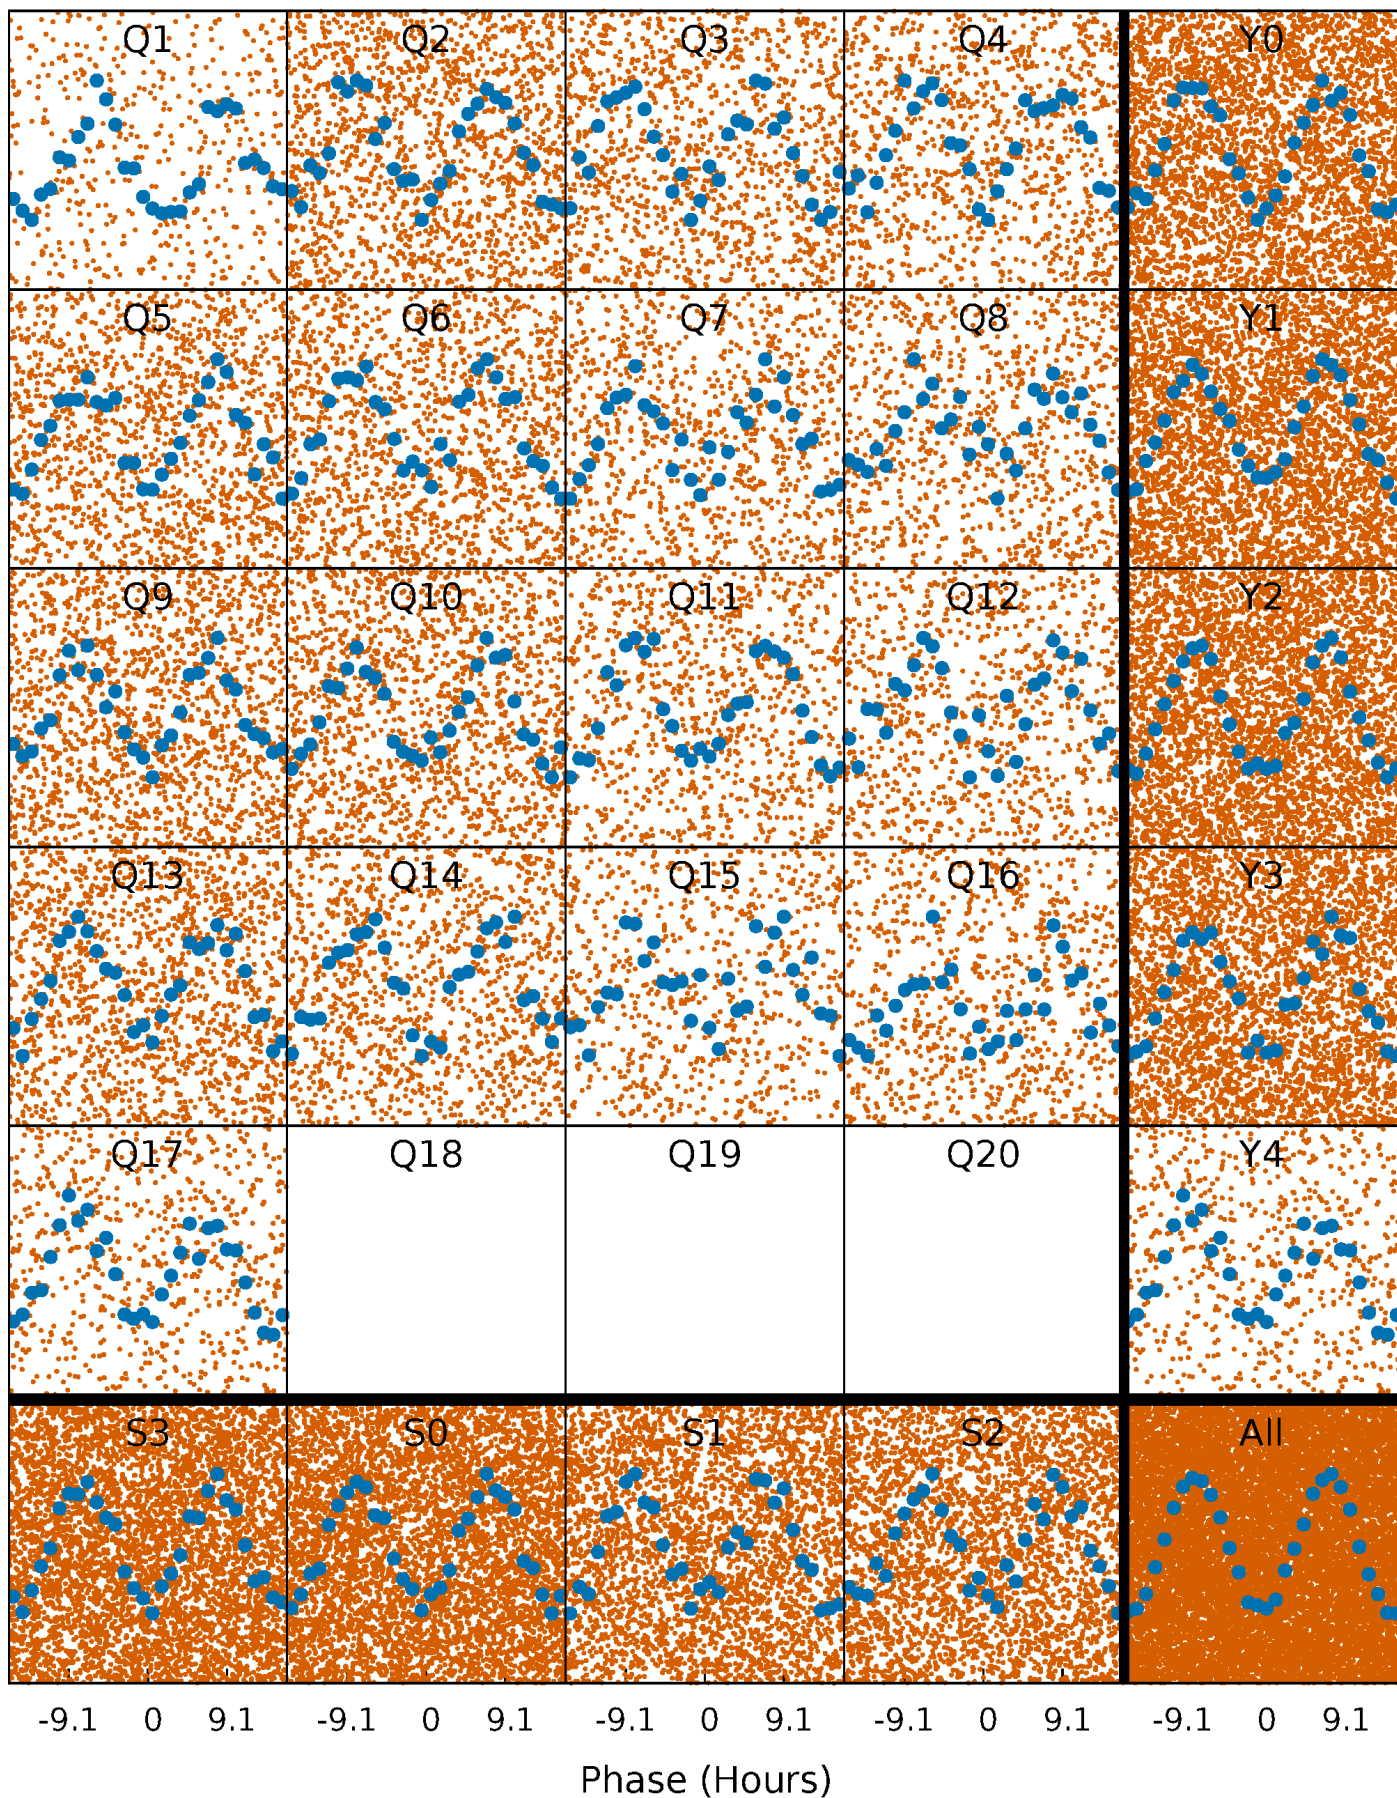 Q1 Q2 Q3 Q4 Y0
Q5 Q6 Q7 Q8 Y1
Q9 Q10 Q11 Q12 Y2
Q13 Q14 Q15 Q16 Y3
Q17 Q18 Q19 Q20 Y4
S3 S0 S1 S2 All
-9.1 0 9.1 -9.1 0 9.1 -9.1 0 9.1 -9.1 0 9.1 -9.1 0 9.1
Phase (Hours)